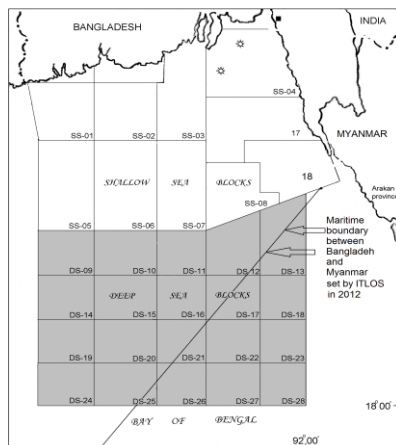 BANGLADESH
INDIA
SS-04
SS-01
SS-02
SS-03
17
MYANMAR
SHALLOW SEA BLOCKS
18
Arakan
province
SS-05
SS-06
SS-07
SS-08
Maritime
boundary
between
Bangladeh
and
Myanmar
set by ITLOS
in 2012
DS-09
DS-10
DS-11
DS-12
DS-13
DEEP SEA BLOCKS
DS-14
DS-15
DS-16
DS-17
DS-18
DS-19
DS-20
DS-21
DS-22
DS-23
DS-24
DS-25
DS-26
DS-27
DS-28
18°00'
BAY OF BENGAL
92°00'